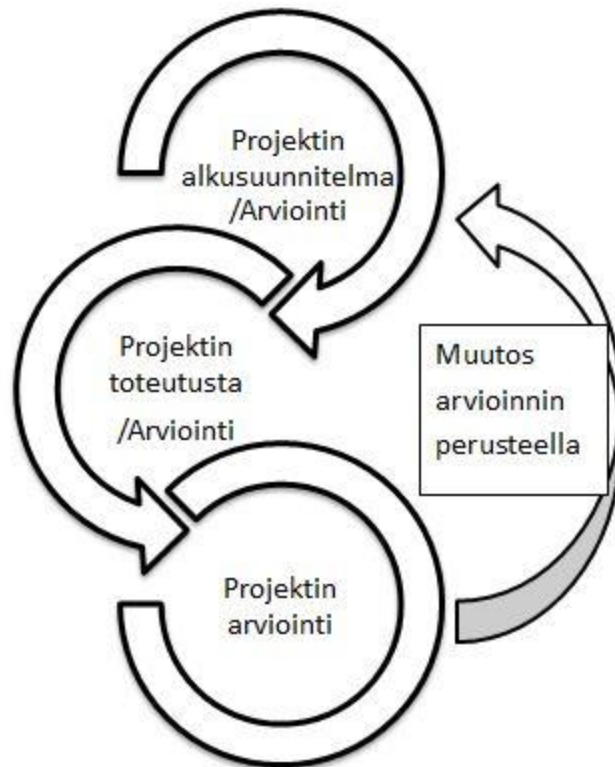 Projektin
alkusuunnitelma
/Arviointi
Projektin
toteutusta
/Arviointi
Muutos
arvioinnin
perusteella
Projektin
arviointi